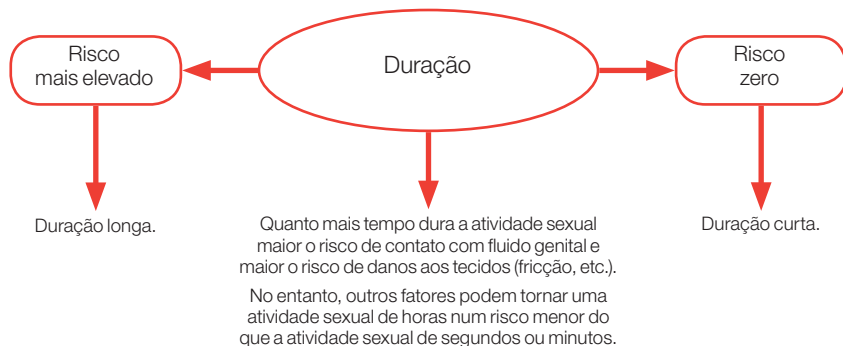 Risco
mais elevado
Duração
Risco
zero
Duração longa.
Quanto mais tempo dura a atividade sexual
maior o risco de contato com fluido genital e
maior o risco de danos aos tecidos (fricção, etc.).
No entanto, outros fatores podem tornar uma
atividade sexual de horas num risco menor do
que a atividade sexual de segundos ou minutos.
Duração curta.